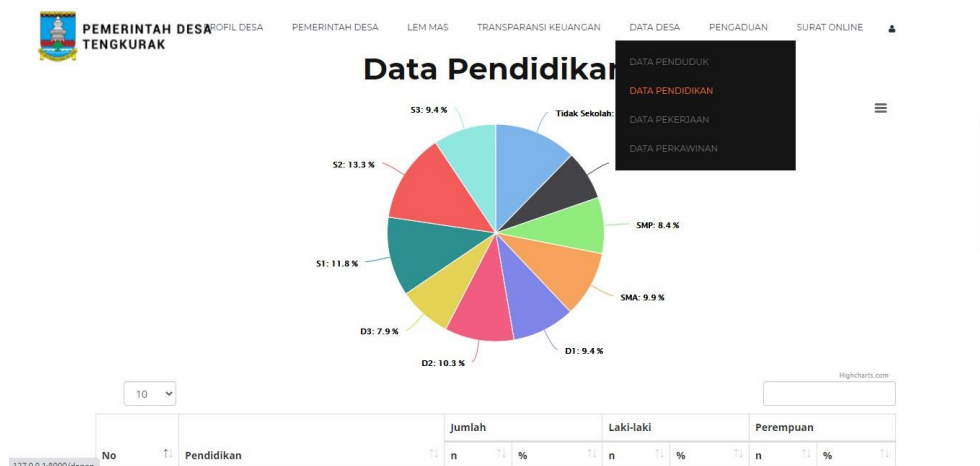 PEMERINTAH DESA
TENGKURAK
PROFIL DESA
PEMERINTAH DESA
LEM MAS
TRANSPARANSI KEUANGAN
DATA DESA
PENGADUAN
SURAT ONLINE
DATA PENDUDUK
DATA PENDIDIKAN
DATA PEKERJAAN
DATA PERKAWINAN
Data Pendidikan
S3: 9.4 %
Tidak Sekolah:
S2: 13.3 %
SMP: 8.4 %
S1: 11.8 %
SMA: 9.9 %
D3: 7.9 %
D1: 9.4 %
D2: 10.3 %
Highcharts.com
10
Jumlah
Laki-laki
Perempuan
No
Pendidikan
n
%
n
%
n
%